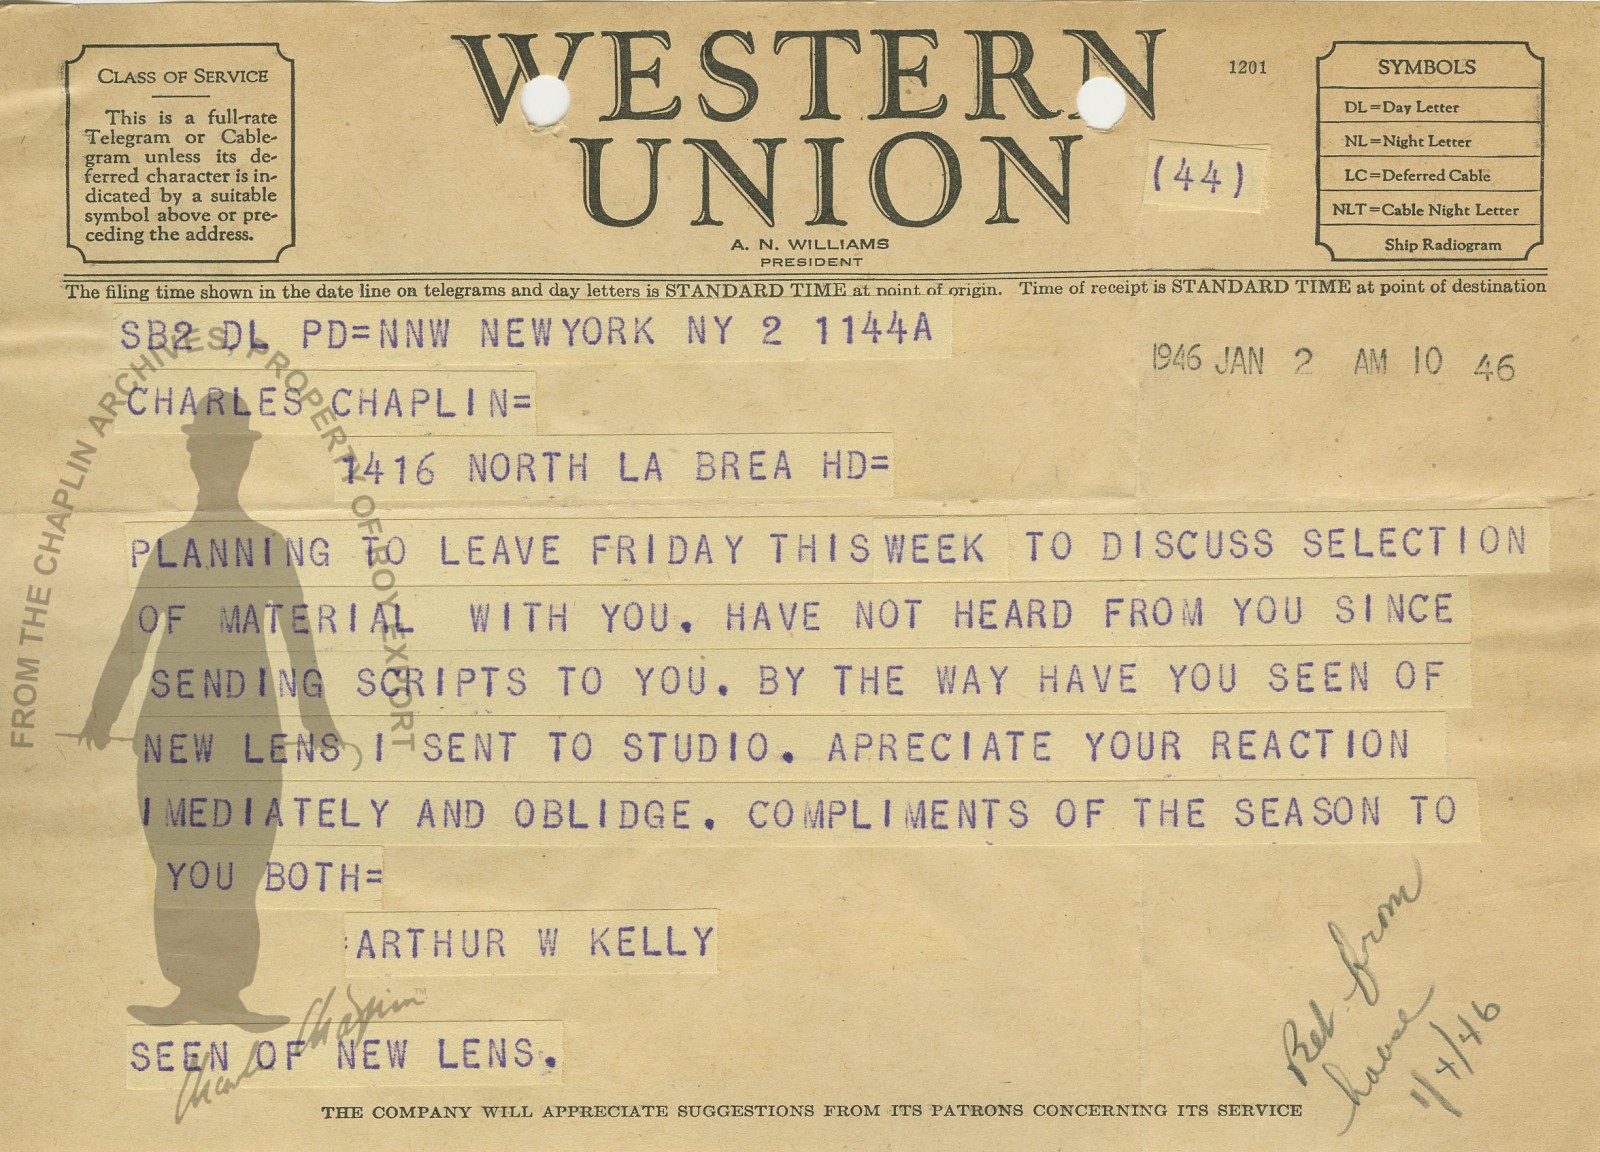 CLASS OF SERVICE
This is a full-rate
Telegram or Cable-
gram unless its de-
ferred character is in-
dicated by a suitable
symbol above or pre-
ceding the address.
WESTERN
UNION
A. N. WILLIAMS
PRESIDENT
1201
(44)
SYMBOLS
DL=Day Letter
NL=Night Letter
LC=Deferred Cable
NLT=Cable Night Letter
Ship Radiogram
The filing time shown in the date line on telegrams and day letters is STANDARD TIME at point of origin. Time of receipt is STANDARD TIME at point of destination
SB2 DL PD=NNW NEWYORK NY 2 1144A
1946 JAN 2 AM 10 46
CHARLES CHAPLIN=
1416 NORTH LA BREA HD=
PLANNING TO LEAVE FRIDAY THIS WEEK TO DISCUSS SELECTION
OF MATERIAL WITH YOU. HAVE NOT HEARD FROM YOU SINCE
SENDING SCRIPTS TO YOU. BY THE WAY HAVE YOU SEEN OF
NEW LENS, I SENT TO STUDIO. APRECIATE YOUR REACTION
IMEDIATELY AND OBLIDGE. COMPLIMENTS OF THE SEASON TO
YOU BOTH=
:ARTHUR W KELLY
SEEN OF NEW LENS.
Ret. from
house
1/4/46
THE COMPANY WILL APPRECIATE SUGGESTIONS FROM ITS PATRONS CONCERNING ITS SERVICE
FROM THE CHAPLIN ARCHIVES, PROPERTY OF ROY EXPORT
Charles Chaplin™